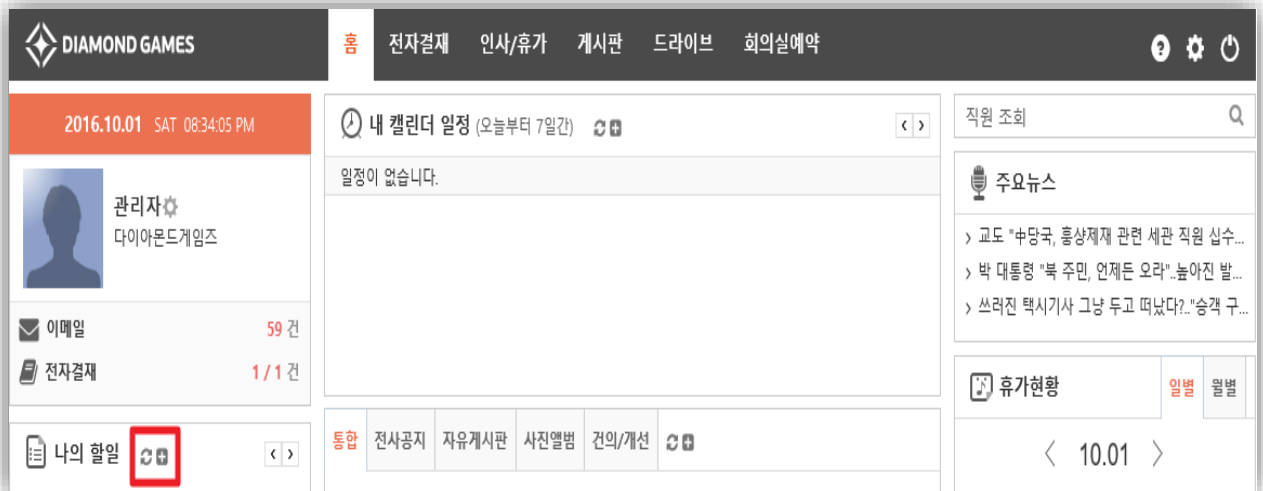 DIAMOND GAMES
홈 전자결재 인사/휴가 게시판 드라이브 회의실예약
2016.10.01 SAT 08:34:05 PM
관리자
다이아몬드게임즈
이메일 59 건
전자결재 1 / 1 건
나의 할일
내 캘린더 일정 (오늘부터 7일간)
일정이 없습니다.
통합 전사공지 자유게시판 사진앨범 건의/개선
직원 조회
주요뉴스
교도 "中당국, 훙샹제재 관련 세관 직원 십수...
박 대통령 "북 주민, 언제든 오라"..높아진 발...
쓰러진 택시기사 그냥 두고 떠났다?.."승객 구...
휴가현황 일별 월별
10.01